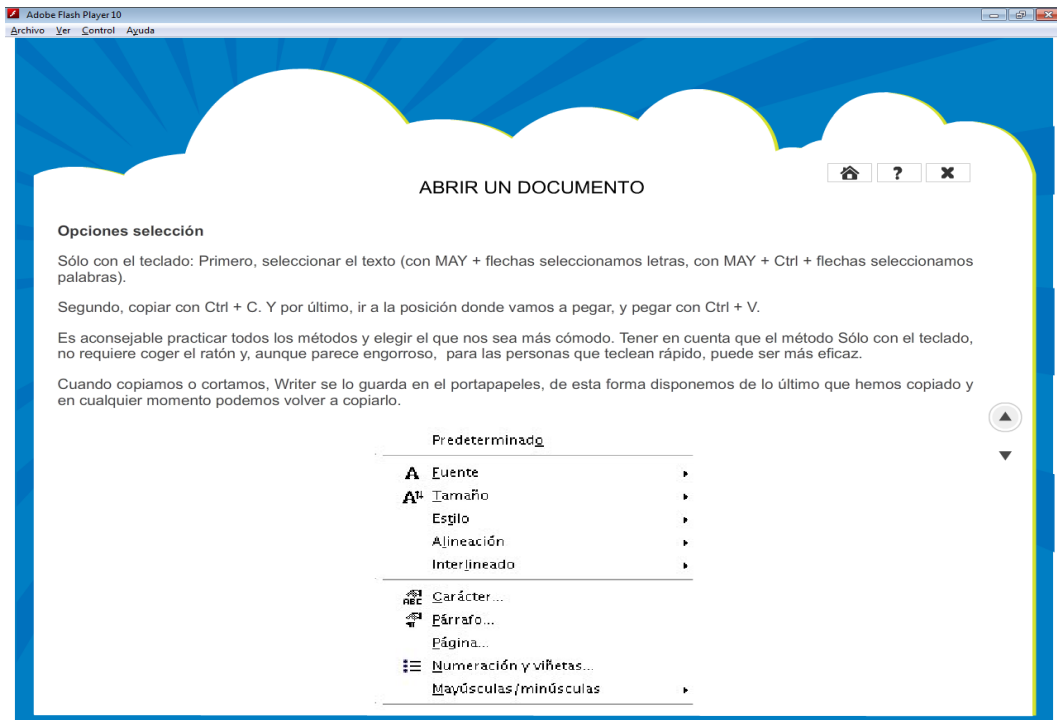 Adobe Flash Player 10
Archivo Ver Control Ayuda
ABRIR UN DOCUMENTO
?
Opciones selección
Sólo con el teclado: Primero, seleccionar el texto (con MAY + flechas seleccionamos letras, con MAY + Ctrl + flechas seleccionamos
palabras).
Segundo, copiar con Ctrl + C. Y por último, ir a la posición donde vamos a pegar, y pegar con Ctrl + V.
Es aconsejable practicar todos los métodos y elegir el que nos sea más cómodo. Tener en cuenta que el método Sólo con el teclado,
no requiere coger el ratón y, aunque parece engorroso, para las personas que teclean rápido, puede ser más eficaz.
Cuando copiamos o cortamos, Writer se lo guarda en el portapapeles, de esta forma disponemos de lo último que hemos copiado y
en cualquier momento podemos volver a copiarlo.
Predeterminado
A Fuente
A Tamaño
Estilo
Alineación
Interlineado
ABC Carácter...
Párrafo...
Página...
Numeración y viñetas...
Mayúsculas/minúsculas